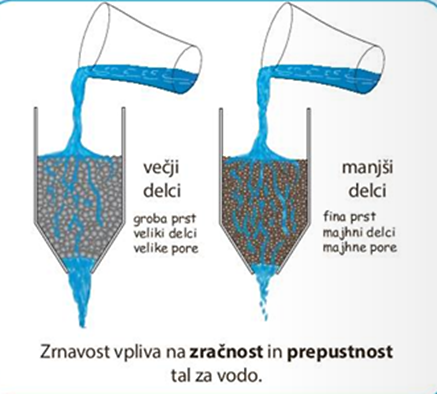 večji
delci
groba prst
veliki delci
velike pore
manjši
delci
fina prst
majhni delci
majhne pore
Zrnavost vpliva na zračnost in prepustnost
tal za vodo.